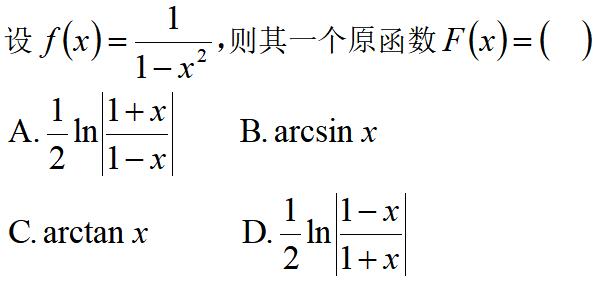 设 f(x)=\frac{1}{1-x^2},则其一个原函数F(x)=( )
A. \frac{1}{2}\ln\left|\frac{1+x}{1-x}\right| B. arcsin x
C. arctan x D. \frac{1}{2}\ln\left|\frac{1-x}{1+x}\right|